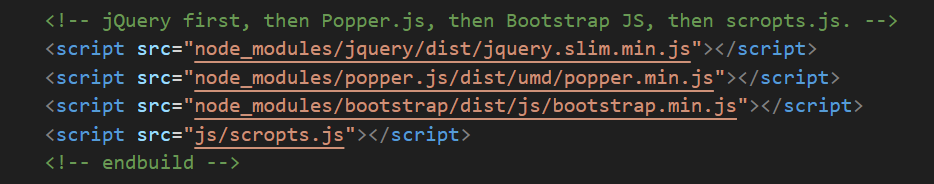 <!-- jQuery first, then Popper.js, then Bootstrap JS, then scropts.js. -->
<script src="node_modules/jquery/dist/jquery.slim.min.js"></script>
<script src="node_modules/popper.js/dist/umd/popper.min.js"></script>
<script src="node_modules/bootstrap/dist/js/bootstrap.min.js"></script>
<script src="js/scropts.js"></script>
<!-- endbuild -->